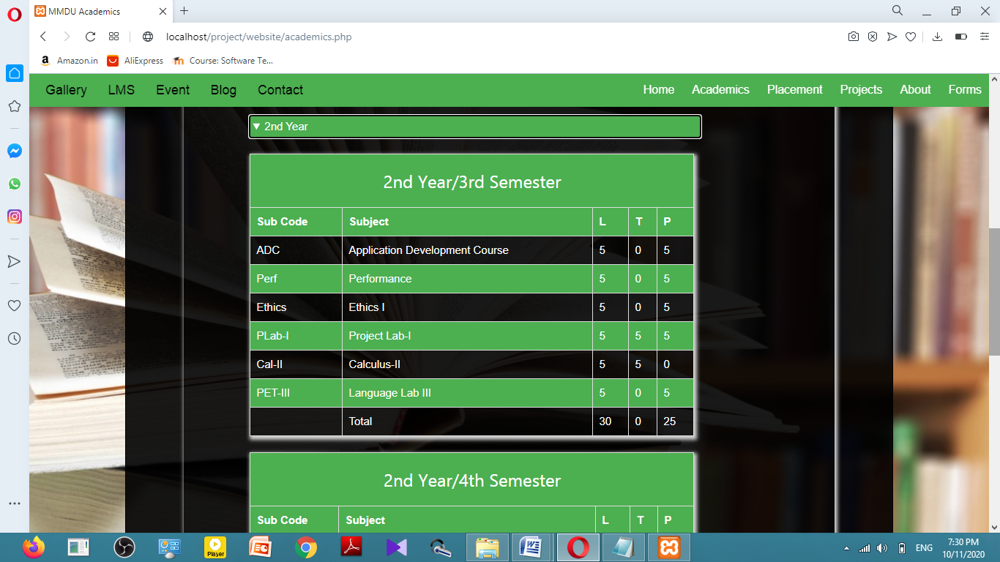 MMDU Academics
localhost/project/website/academics.php
a Amazon.in AliExpress m Course: Software Te...
Gallery LMS Event Blog Contact Home Academics Placement Projects About Forms
2nd Year
2nd Year/3rd Semester
Sub Code Subject L T P
ADC Application Development Course 5 0 5
Perf Performance 5 0 5
Ethics Ethics I 5 0 5
PLab-I Project Lab-I 5 5 5
Cal-II Calculus-II 5 5 0
PET-III Language Lab III 5 0 5
Total 30 0 25
2nd Year/4th Semester
Sub Code Subject L T P
Player
ENG
7:30 PM
10/11/2020